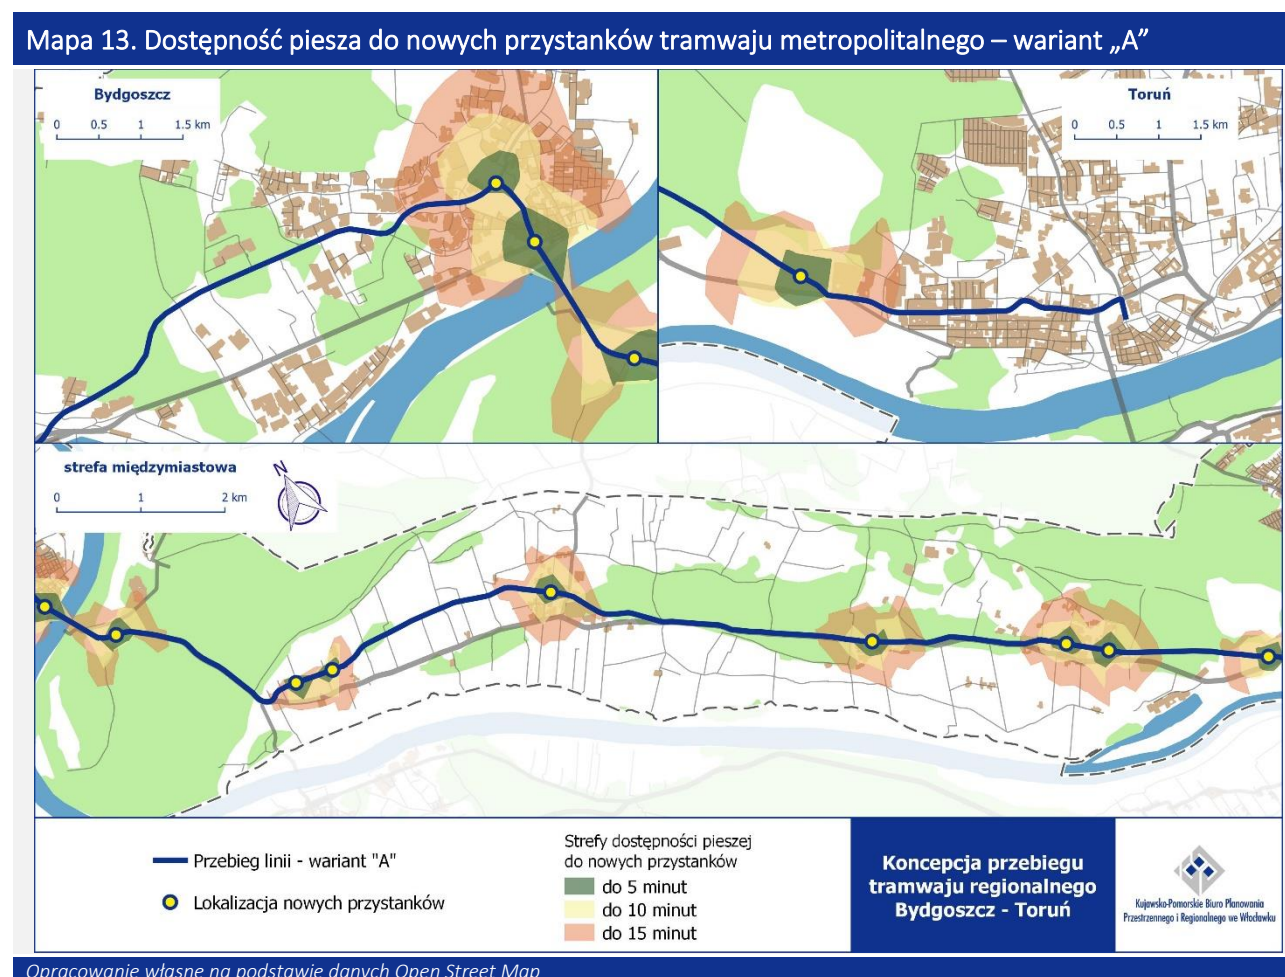 Mapa 13. Dostępność piesza do nowych przystanków tramwaju metropolitalnego – wariant „A”
Bydgoszcz
0 0.5 1 1.5 km
Toruń
0 0.5 1 1.5 km
strefa międzymiastowa
0 1 2 km
N
Przebieg linii - wariant "A"
Lokalizacja nowych przystanków
Strefy dostępności pieszej
do nowych przystanków
do 5 minut
do 10 minut
do 15 minut
Koncepcja przebiegu
tramwaju regionalnego
Bydgoszcz - Toruń
Kujawsko-Pomorskie Biuro Planowania
Przestrzennego i Regionalnego we Włocławku
Opracowanie własne na podstawie danych Open Street Map